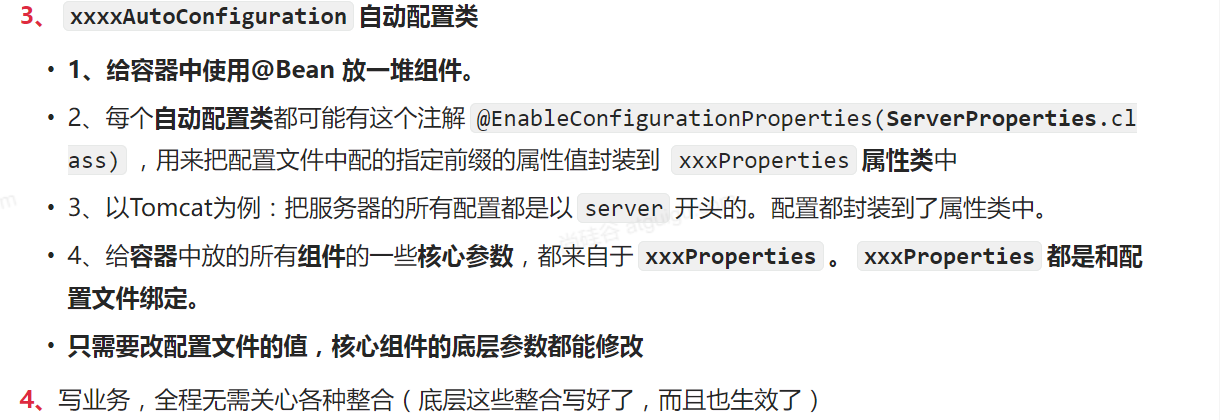 3、 xxxxAutoConfiguration 自动配置类
• 1、给容器中使用@Bean 放一堆组件。
• 2、每个自动配置类都可能有这个注解 @EnableConfigurationProperties(ServerProperties.cl
ass) ，用来把配置文件中配的指定前缀的属性值封装到 xxxProperties 属性类中
• 3、以Tomcat为例：把服务器的所有配置都是以 server 开头的。配置都封装到了属性类中。
• 4、给容器中放的所有组件的一些核心参数，都来自于 xxxProperties 。 xxxProperties 都是和配
置文件绑定。
• 只需要改配置文件的值，核心组件的底层参数都能修改
4、写业务，全程无需关心各种整合（底层这些整合写好了，而且也生效了）